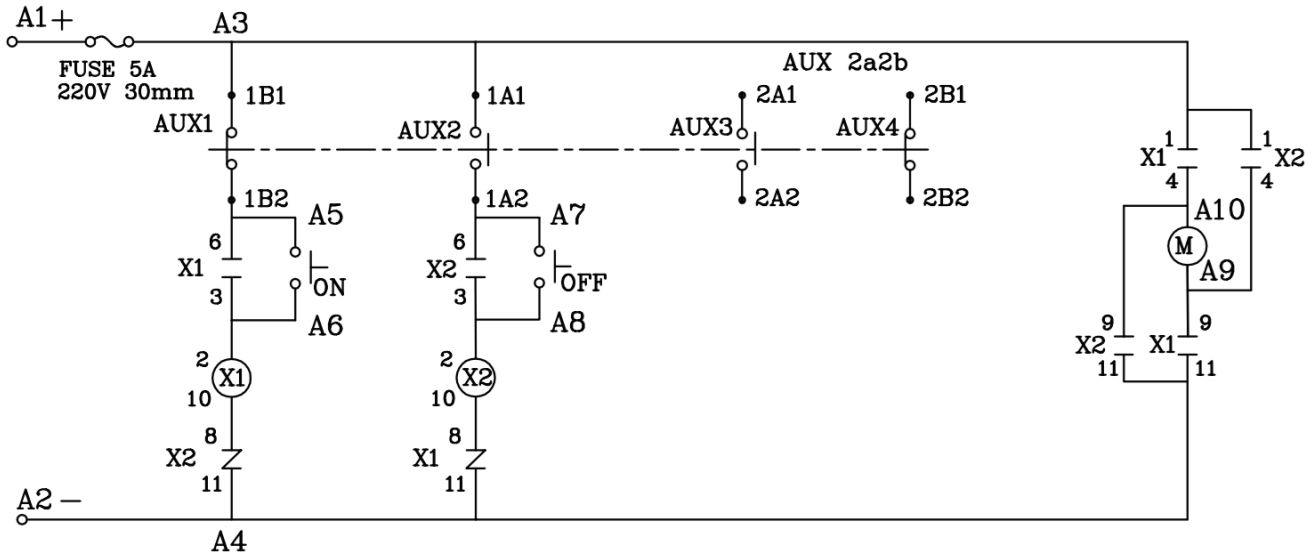 A1+
A3
FUSE 5A
220V 30mm
AUX 2a2b
1B1
1A1
2A1
2B1
AUX1
AUX2
AUX3
AUX4
1 1
X1 X2
4 4
1B2
1A2
2A2
2B2
A5
A7
A10
6
6
M
X1
X2
A9
ON
OFF
3
3
A6
A8
9 9
X2 X1
11 11
2
2
X1
X2
10
10
8
8
X2
X1
11
11
A2 -
A4